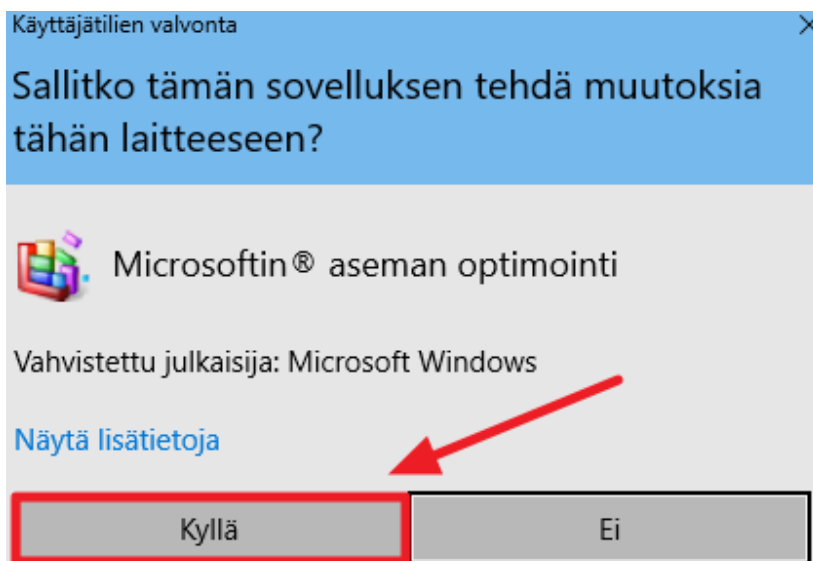 Käyttäjätilien valvonta
Sallitko tämän sovelluksen tehdä muutoksia
tähän laitteeseen?
Microsoftin® aseman optimointi
Vahvistettu julkaisija: Microsoft Windows
Näytä lisätietoja
Kyllä
Ei